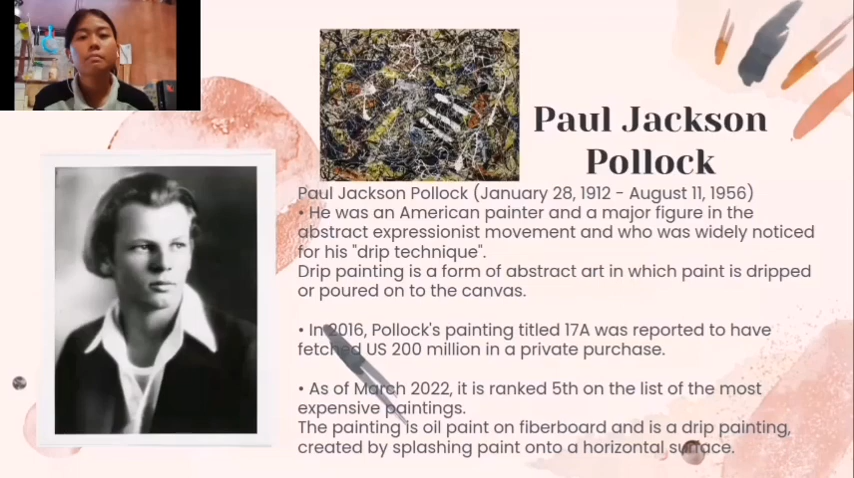 Paul Jackson
Pollock
Paul Jackson Pollock (January 28, 1912 - August 11, 1956)
• He was an American painter and a major figure in the
abstract expressionist movement and who was widely noticed
for his "drip technique".
Drip painting is a form of abstract art in which paint is dripped
or poured on to the canvas.
• In 2016, Pollock's painting titled 17A was reported to have
fetched US 200 million in a private purchase.
• As of March 2022, it is ranked 5th on the list of the most
expensive paintings.
The painting is oil paint on fiberboard and is a drip painting,
created by splashing paint onto a horizontal surface.